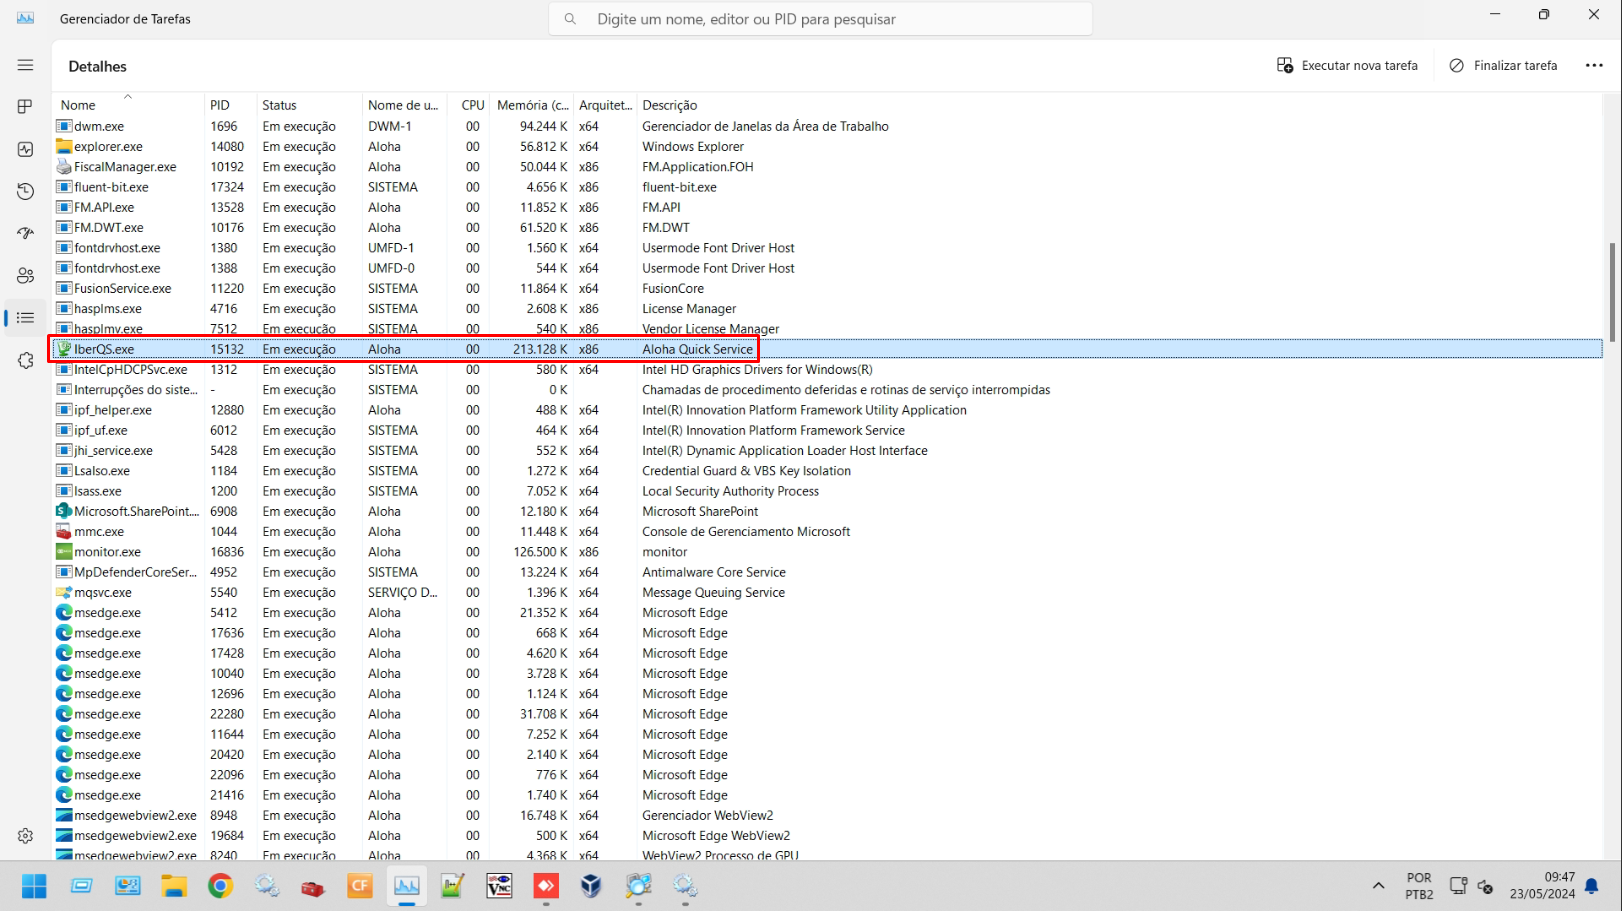 Gerenciador de Tarefas
Digite um nome, editor ou PID para pesquisar
Detalhes
Executar nova tarefa
Finalizar tarefa
Nome PID Status Nome de u... CPU Memória (c... Arquitet... Descrição
dwm.exe 1696 Em execução DWM-1 00 94.244 K x64 Gerenciador de Janelas da Área de Trabalho
explorer.exe 14080 Em execução Aloha 00 56.812 K x64 Windows Explorer
FiscalManager.exe 10192 Em execução Aloha 00 50.044 K x86 FM.Application.FOH
fluent-bit.exe 17324 Em execução SISTEMA 00 4.656 K x86 fluent-bit.exe
FM.API.exe 13528 Em execução Aloha 00 11.852 K x86 FM.API
FM.DWT.exe 10176 Em execução Aloha 00 61.520 K x86 FM.DWT
fontdrvhost.exe 1380 Em execução UMFD-1 00 1.560 K x64 Usermode Font Driver Host
fontdrvhost.exe 1388 Em execução UMFD-0 00 544 K x64 Usermode Font Driver Host
FusionService.exe 11220 Em execução SISTEMA 00 11.864 K x64 FusionCore
hasplms.exe 4716 Em execução SISTEMA 00 2.608 K x86 License Manager
hasplmv.exe 7512 Em execução SISTEMA 00 540 K x86 Vendor License Manager
IberQS.exe 15132 Em execução Aloha 00 213.128 K x86 Aloha Quick Service
IntelCpHDCPSvc.exe 1312 Em execução SISTEMA 00 580 K x64 Intel HD Graphics Drivers for Windows(R)
Interrupções do siste... - Em execução SISTEMA 00 0 K Chamadas de procedimento deferidas e rotinas de serviço interrompidas
ipf_helper.exe 12880 Em execução Aloha 00 488 K x64 Intel(R) Innovation Platform Framework Utility Application
ipf_uf.exe 6012 Em execução SISTEMA 00 464 K x64 Intel(R) Innovation Platform Framework Service
jhi_service.exe 5428 Em execução SISTEMA 00 552 K x64 Intel(R) Dynamic Application Loader Host Interface
LsaIso.exe 1184 Em execução SISTEMA 00 1.272 K x64 Credential Guard & VBS Key Isolation
lsass.exe 1200 Em execução SISTEMA 00 7.052 K x64 Local Security Authority Process
Microsoft.SharePoint.... 6908 Em execução Aloha 00 12.180 K x64 Microsoft SharePoint
mmc.exe 1044 Em execução Aloha 00 11.448 K x64 Console de Gerenciamento Microsoft
monitor.exe 16836 Em execução Aloha 00 126.500 K x86 monitor
MpDefenderCoreSer... 4952 Em execução SISTEMA 00 13.224 K x64 Antimalware Core Service
mqsvc.exe 5540 Em execução SERVIÇO D... 00 1.396 K x64 Message Queuing Service
msedge.exe 5412 Em execução Aloha 00 21.352 K x64 Microsoft Edge
msedge.exe 17636 Em execução Aloha 00 668 K x64 Microsoft Edge
msedge.exe 17428 Em execução Aloha 00 4.620 K x64 Microsoft Edge
msedge.exe 10040 Em execução Aloha 00 3.728 K x64 Microsoft Edge
msedge.exe 12696 Em execução Aloha 00 1.124 K x64 Microsoft Edge
msedge.exe 22280 Em execução Aloha 00 31.708 K x64 Microsoft Edge
msedge.exe 11644 Em execução Aloha 00 7.252 K x64 Microsoft Edge
msedge.exe 20420 Em execução Aloha 00 2.140 K x64 Microsoft Edge
msedge.exe 22096 Em execução Aloha 00 776 K x64 Microsoft Edge
msedge.exe 21416 Em execução Aloha 00 1.740 K x64 Microsoft Edge
msedgewebview2.exe 8948 Em execução Aloha 00 16.748 K x64 Gerenciador WebView2
msedgewebview2.exe 19684 Em execução Aloha 00 500 K x64 Microsoft Edge WebView2
msedgewebview2.exe 8240 Em execução Aloha 00 4.368 K x64 WebView2 Processo de GPU
CF
VNC
POR
PTB2
09:47
23/05/2024